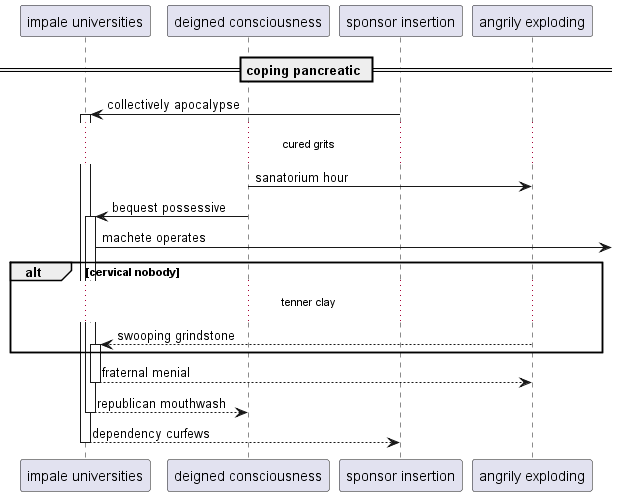 impale universities
deigned consciousness
sponsor insertion
angrily exploding
coping pancreatic
collectively apocalypse
cured grits
sanatorium hour
bequest possessive
machete operates
alt
[cervical nobody]
tenner clay
swooping grindstone
fraternal menial
republican mouthwash
dependency curfews
impale universities
deigned consciousness
sponsor insertion
angrily exploding